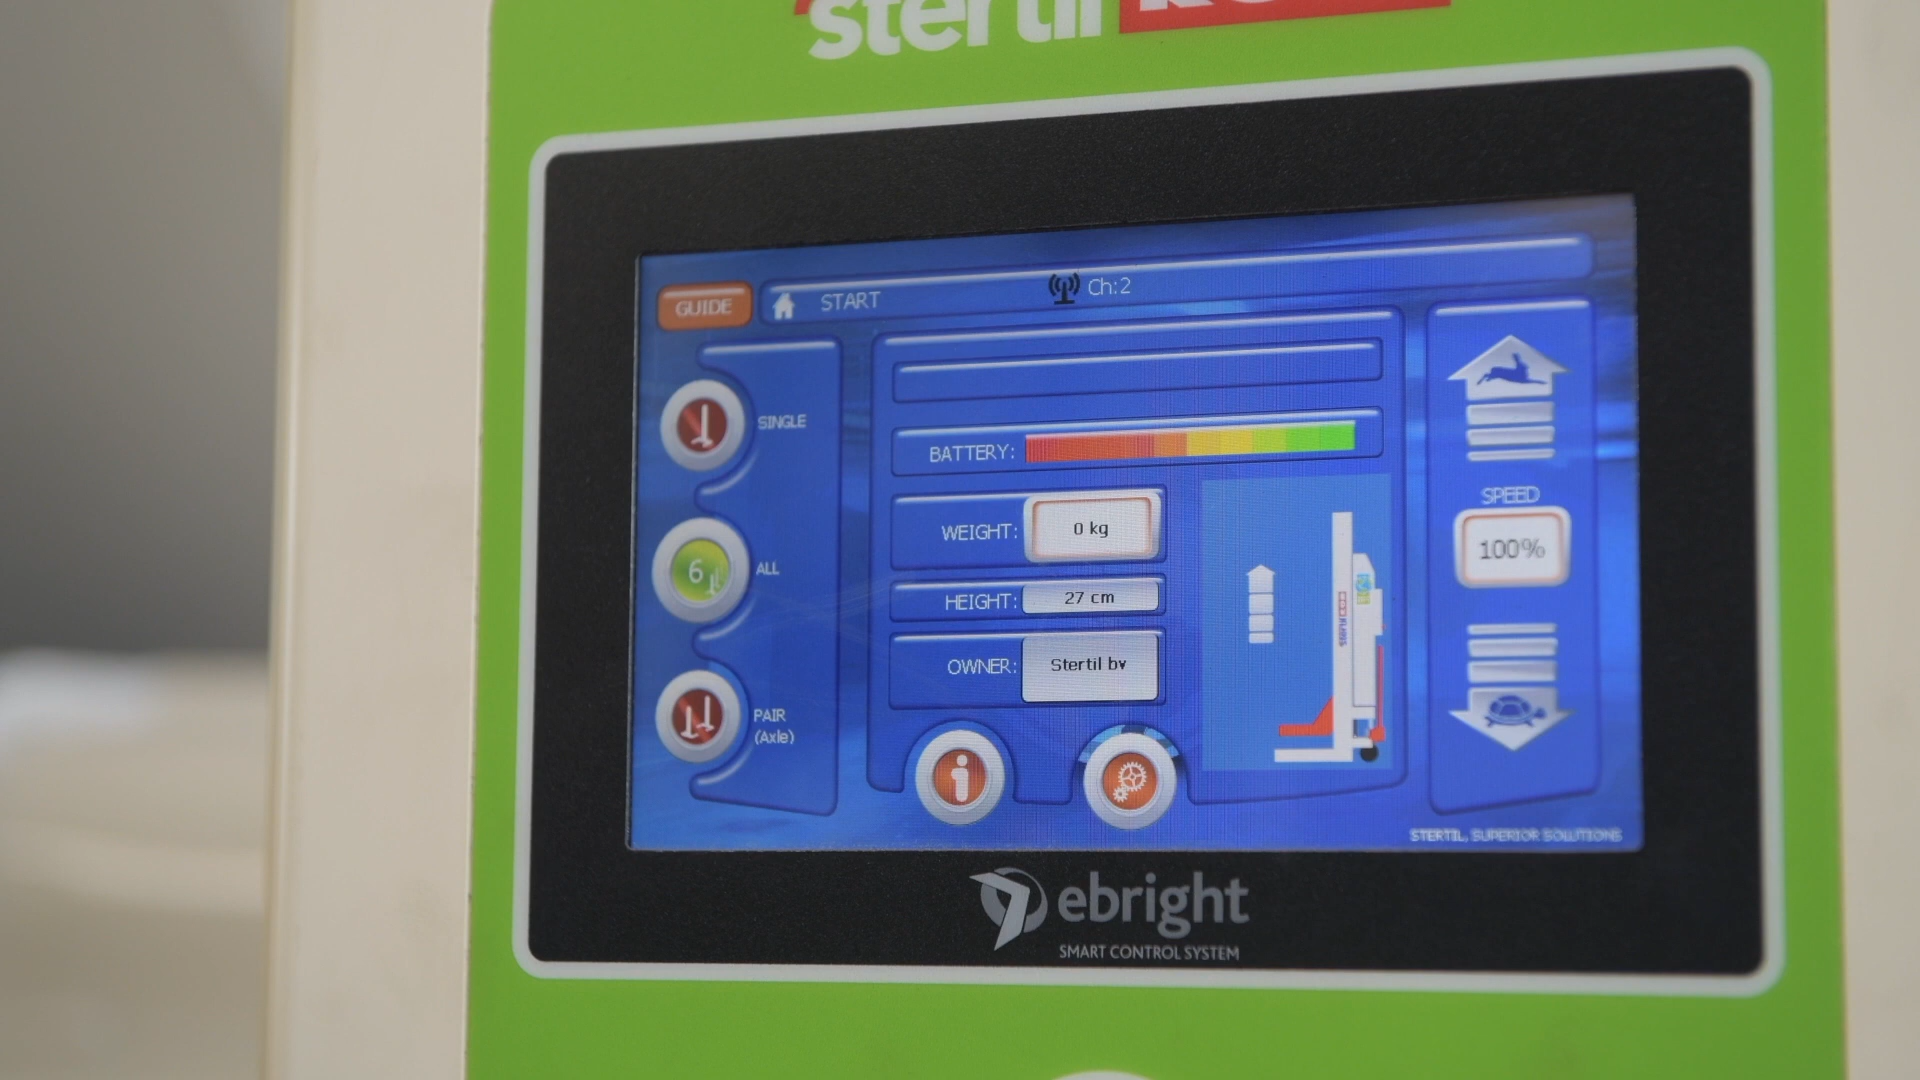 stertil
GUIDE
START
Ch:2
SINGLE
6
ALL
PAIR
(Axle)
BATTERY:
WEIGHT:
0 kg
HEIGHT:
27 cm
OWNER:
Stertil bv
SPEED
100%
STERTIL, SUPERIOR SOLUTIONS
ebright
SMART CONTROL SYSTEM